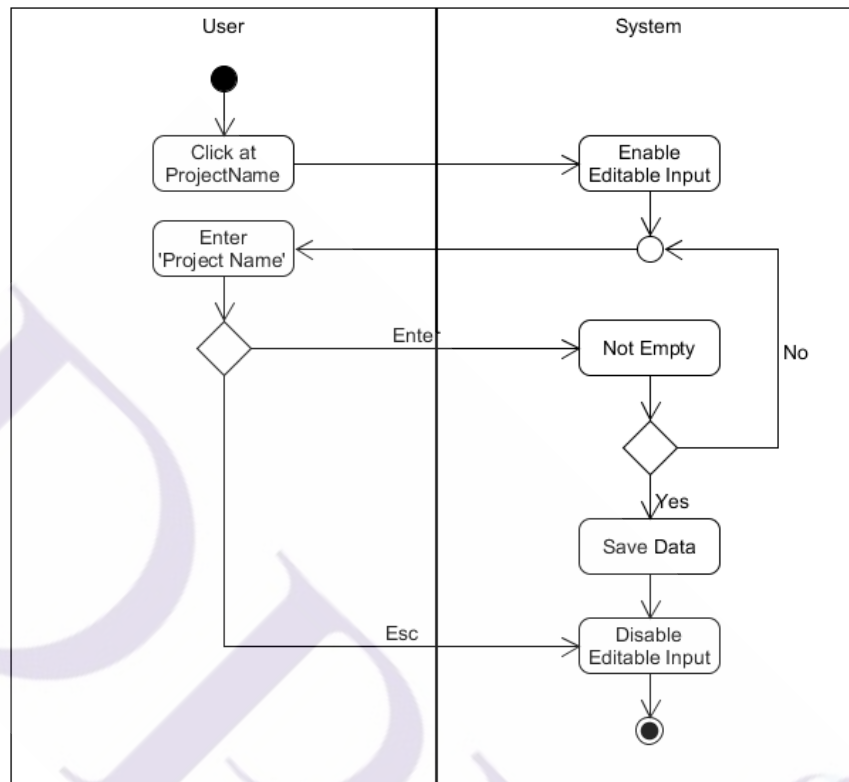 User
System
Click at
ProjectName
Enable
Editable Input
Enter
'Project Name'
Enter
Not Empty
No
Yes
Save Data
Esc
Disable
Editable Input